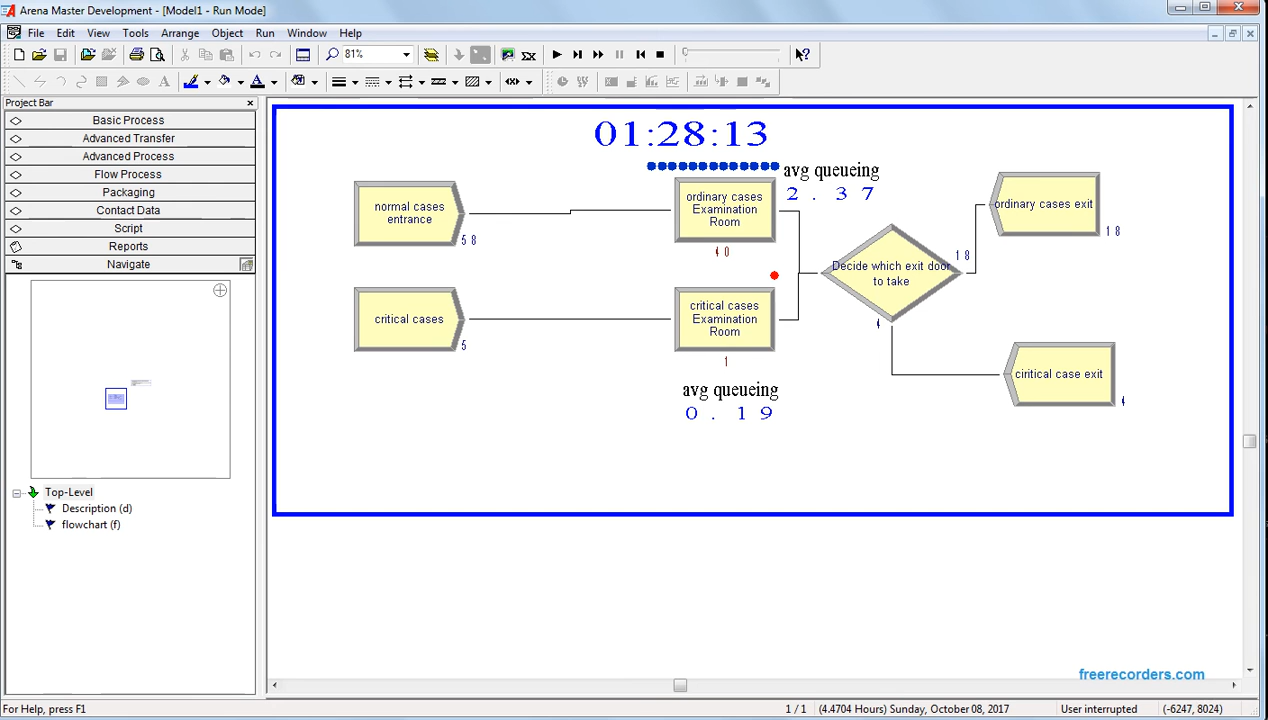 Arena Master Development - [Model1 - Run Mode]
File Edit View Tools Arrange Object Run Window Help
81%
Project Bar
Basic Process
Advanced Transfer
Advanced Process
Flow Process
Packaging
Contact Data
Script
Reports
Navigate
Top-Level
Description (d)
flowchart (f)
01:28:13
avg queueing
2.37
normal cases
entrance
58
ordinary cases
Examination
Room
40
Decide which exit door
to take
18
4
ordinary cases exit
18
critical cases
5
critical cases
Examination
Room
1
avg queueing
0.19
ciritical case exit
4
freerecorders.com
For Help, press F1
1 / 1
(4.4704 Hours) Sunday, October 08, 2017
User interrupted
(-6247, 8024)